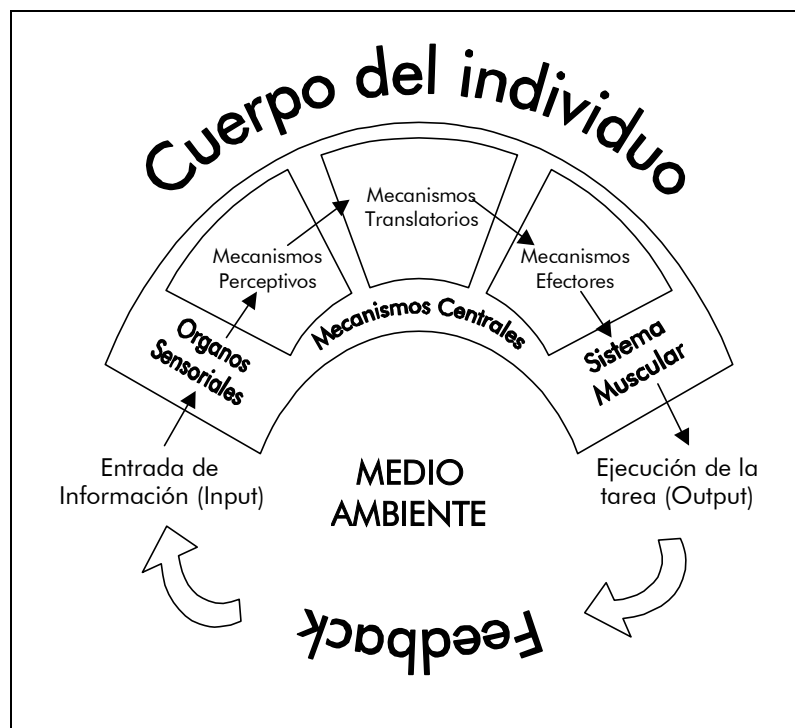 Cuerpo del individuo
Mecanismos
Translatorios
Mecanismos
Perceptivos
Mecanismos
Efectores
Mecanismos Centrales
Organos
Sensoriales
Sistema
Muscular
Entrada de
Información (Input)
MEDIO
AMBIENTE
Ejecución de la
tarea (Output)
Feedback